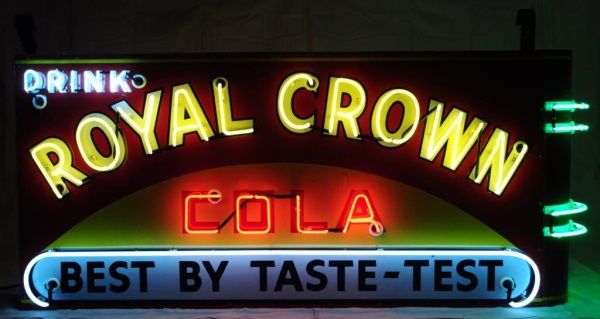 DRINK
ROYAL CROWN
COLA
BEST BY TASTE-TEST